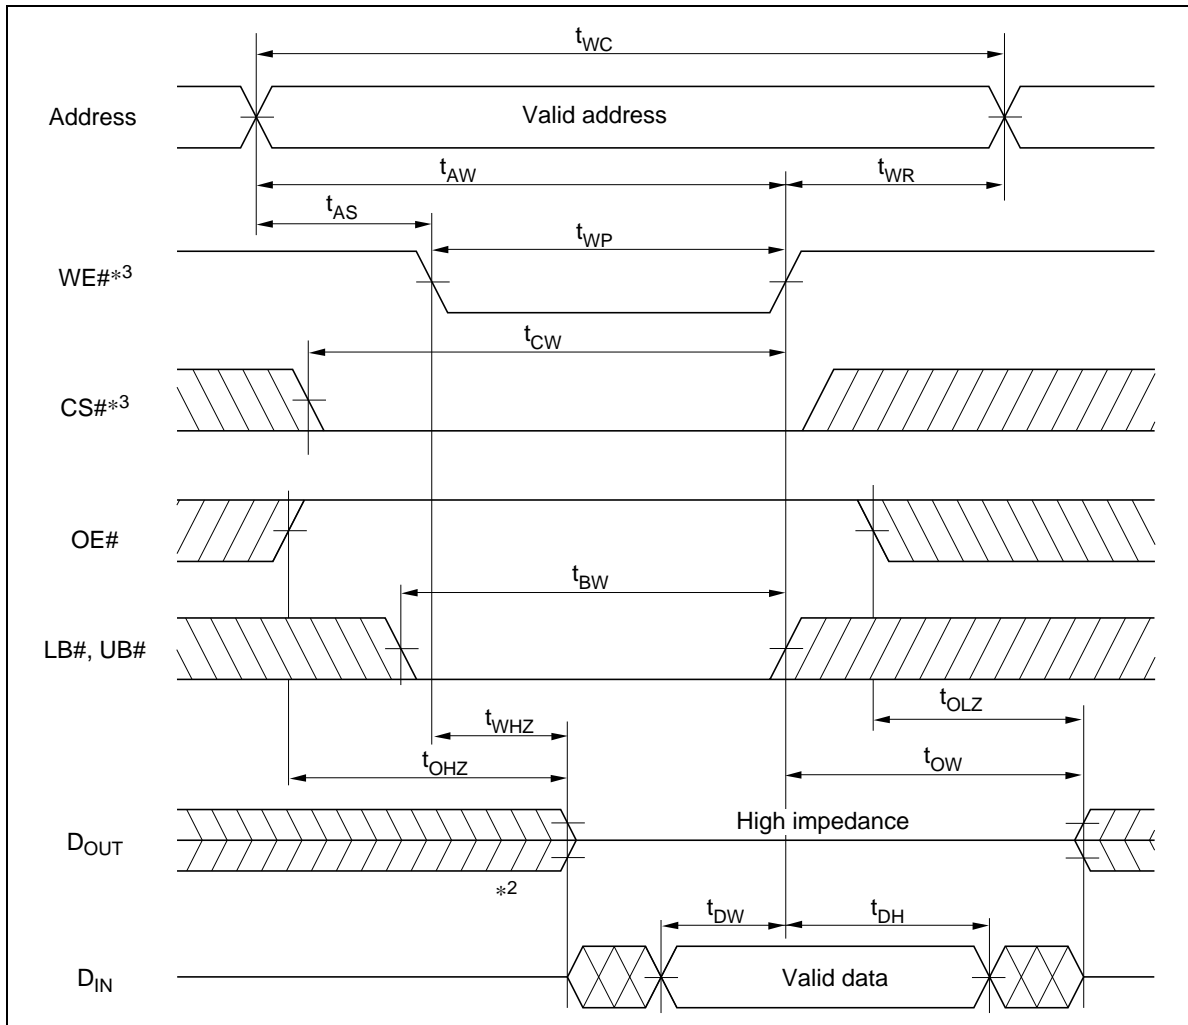 tWC
Address
Valid address
tAW
tWR
tAS
tWP
WE#*3
tCW
CS#*3
OE#
tBW
LB#, UB#
tOLZ
tWHZ
tOHZ
tOW
High impedance
DOUT
*2
tDW
tDH
DIN
Valid data